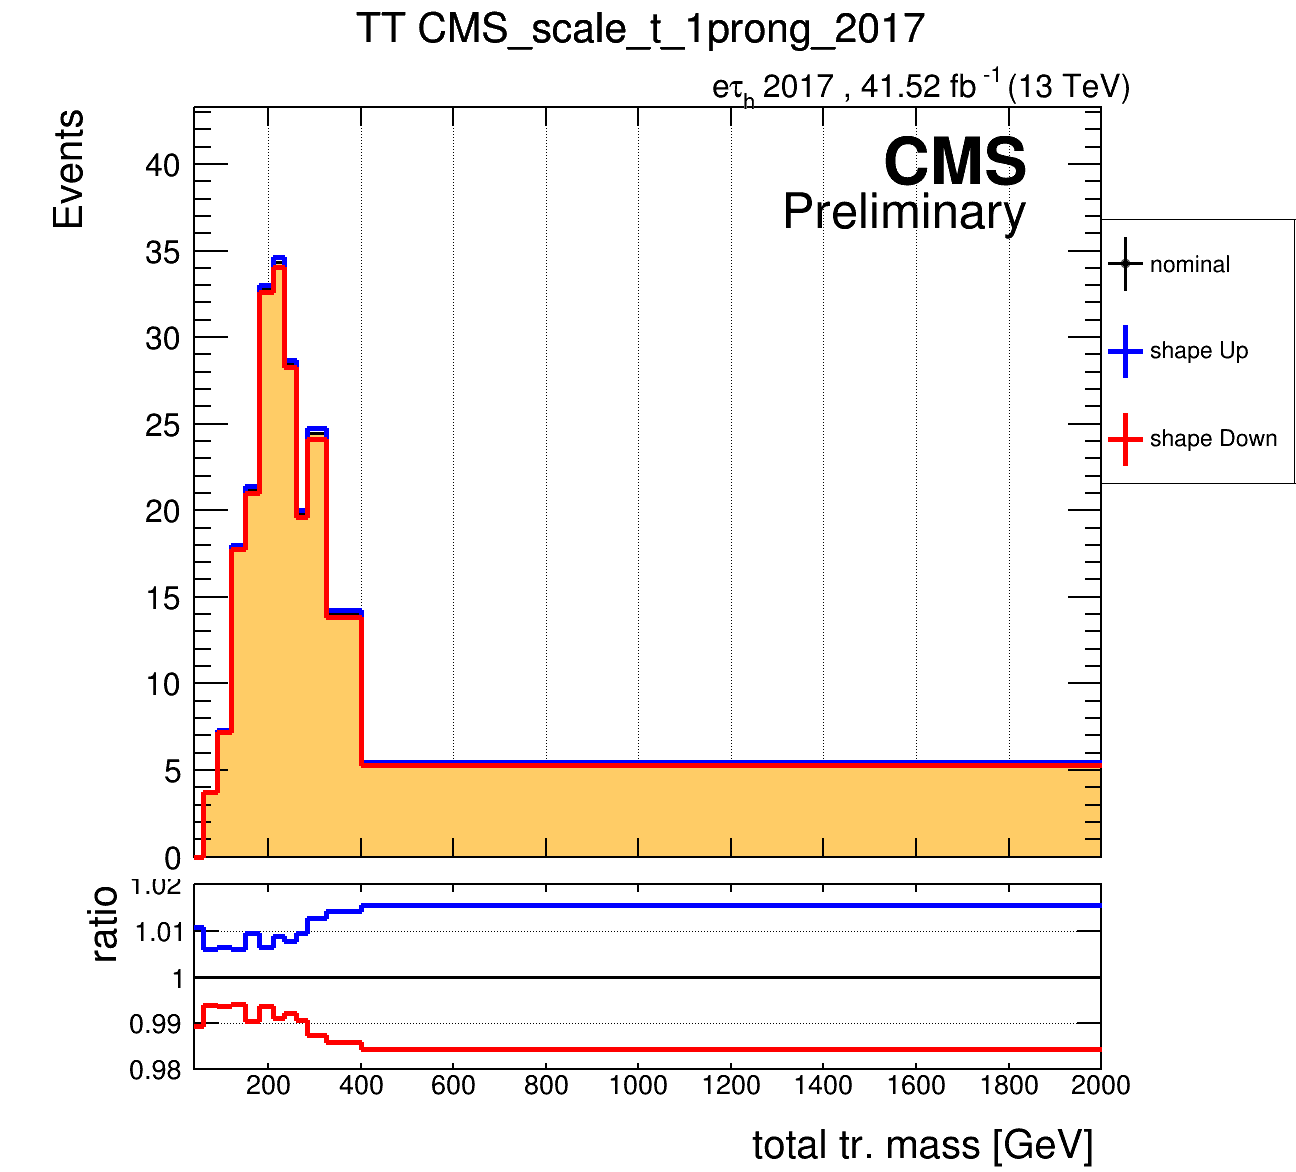 TT CMS_scale_t_1prong_2017
eτh 2017 , 41.52 fb -1 (13 TeV)
Events
CMS
Preliminary
40
35
30
25
20
15
10
5
0
nominal
shape Up
shape Down
ratio
1.02
1.01
1
0.99
0.98
200 400 600 800 1000 1200 1400 1600 1800 2000
total tr. mass [GeV]